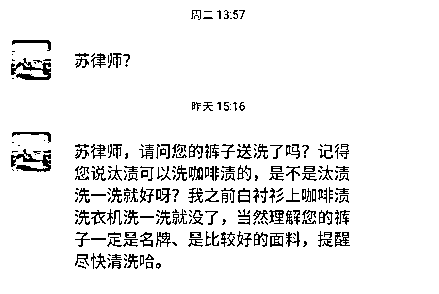 周二 13:57
苏律师?
昨天 15:16
苏律师，请问您的裤子送洗了吗？记得
您说汰渍可以洗咖啡渍的，是不是汰渍
洗一洗就好呀？我之前白衬衫上咖啡渍
洗衣机洗一洗就没了，当然理解您的裤
子一定是名牌、是比较好的面料，提醒
尽快清洗哈。